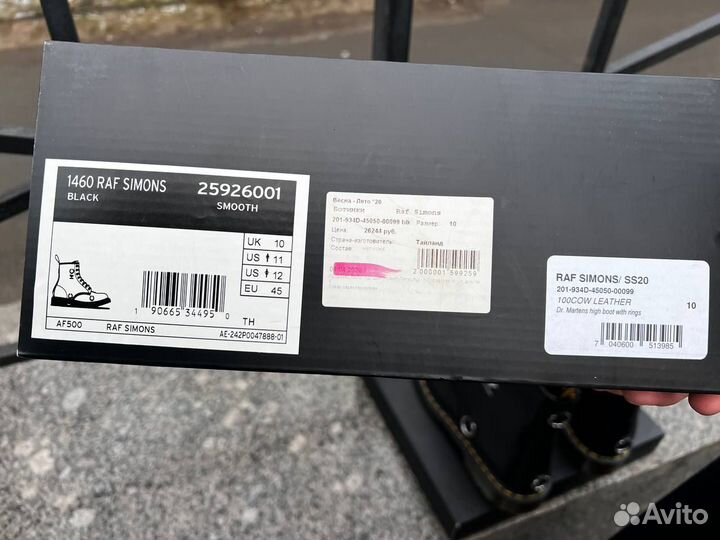 1460 RAF SIMONS 25926001
BLACK SMOOTH
UK 10
US 11
US 12
EU 45
1 90665 34495 0
TH
AF500 RAF SIMONS AE-242P0047888-01
Весна - Лето '20
Ботинки Raf Simons
201-934D-45050-00099 blk Размер: 10
Цена: 26244 руб.
Страна-изготовитель: Таиланд
Состав:
2 000001 599259
RAF SIMONS/ SS20
201-934D-45050-00099
100COW LEATHER 10
Dr. Martens high boot with rings
7 040600 513985
Avito